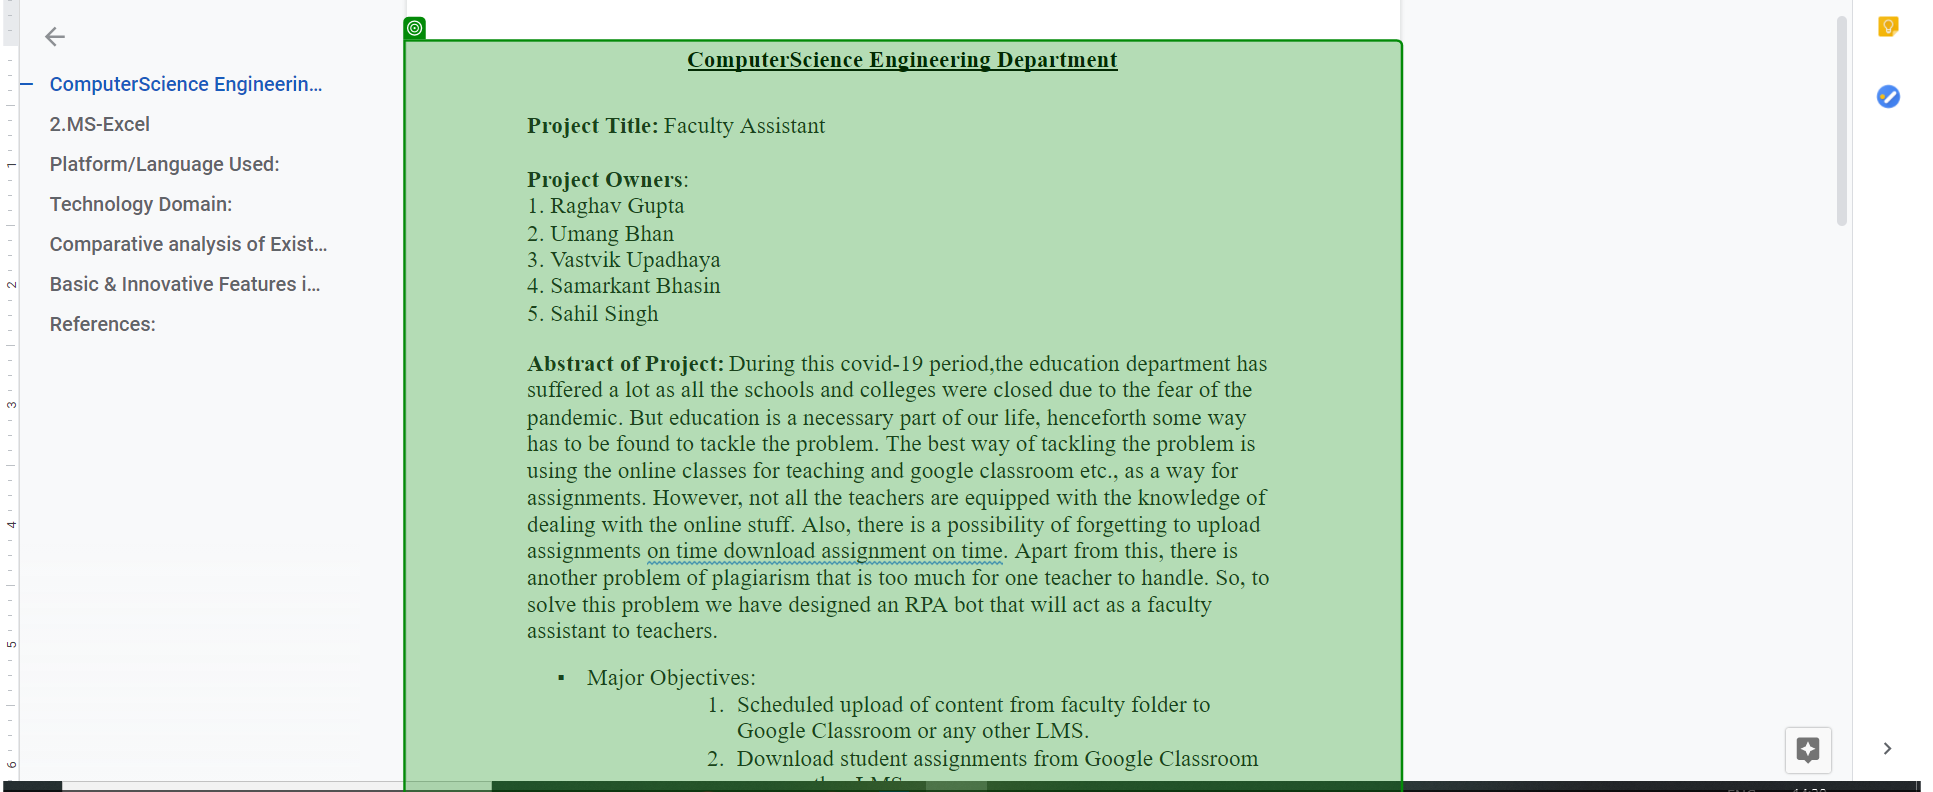 ComputerScience Engineerin...
2.MS-Excel
Platform/Language Used:
Technology Domain:
Comparative analysis of Exist...
Basic & Innovative Features i...
References:
1
2
3
4
5
6
ComputerScience Engineering Department
Project Title: Faculty Assistant
Project Owners:
1. Raghav Gupta
2. Umang Bhan
3. Vastvik Upadhaya
4. Samarkant Bhasin
5. Sahil Singh
Abstract of Project: During this covid-19 period,the education department has
suffered a lot as all the schools and colleges were closed due to the fear of the
pandemic. But education is a necessary part of our life, henceforth some way
has to be found to tackle the problem. The best way of tackling the problem is
using the online classes for teaching and google classroom etc., as a way for
assignments. However, not all the teachers are equipped with the knowledge of
dealing with the online stuff. Also, there is a possibility of forgetting to upload
assignments on time download assignment on time. Apart from this, there is
another problem of plagiarism that is too much for one teacher to handle. So, to
solve this problem we have designed an RPA bot that will act as a faculty
assistant to teachers.
▪ Major Objectives:
1. Scheduled upload of content from faculty folder to
Google Classroom or any other LMS.
2. Download student assignments from Google Classroom